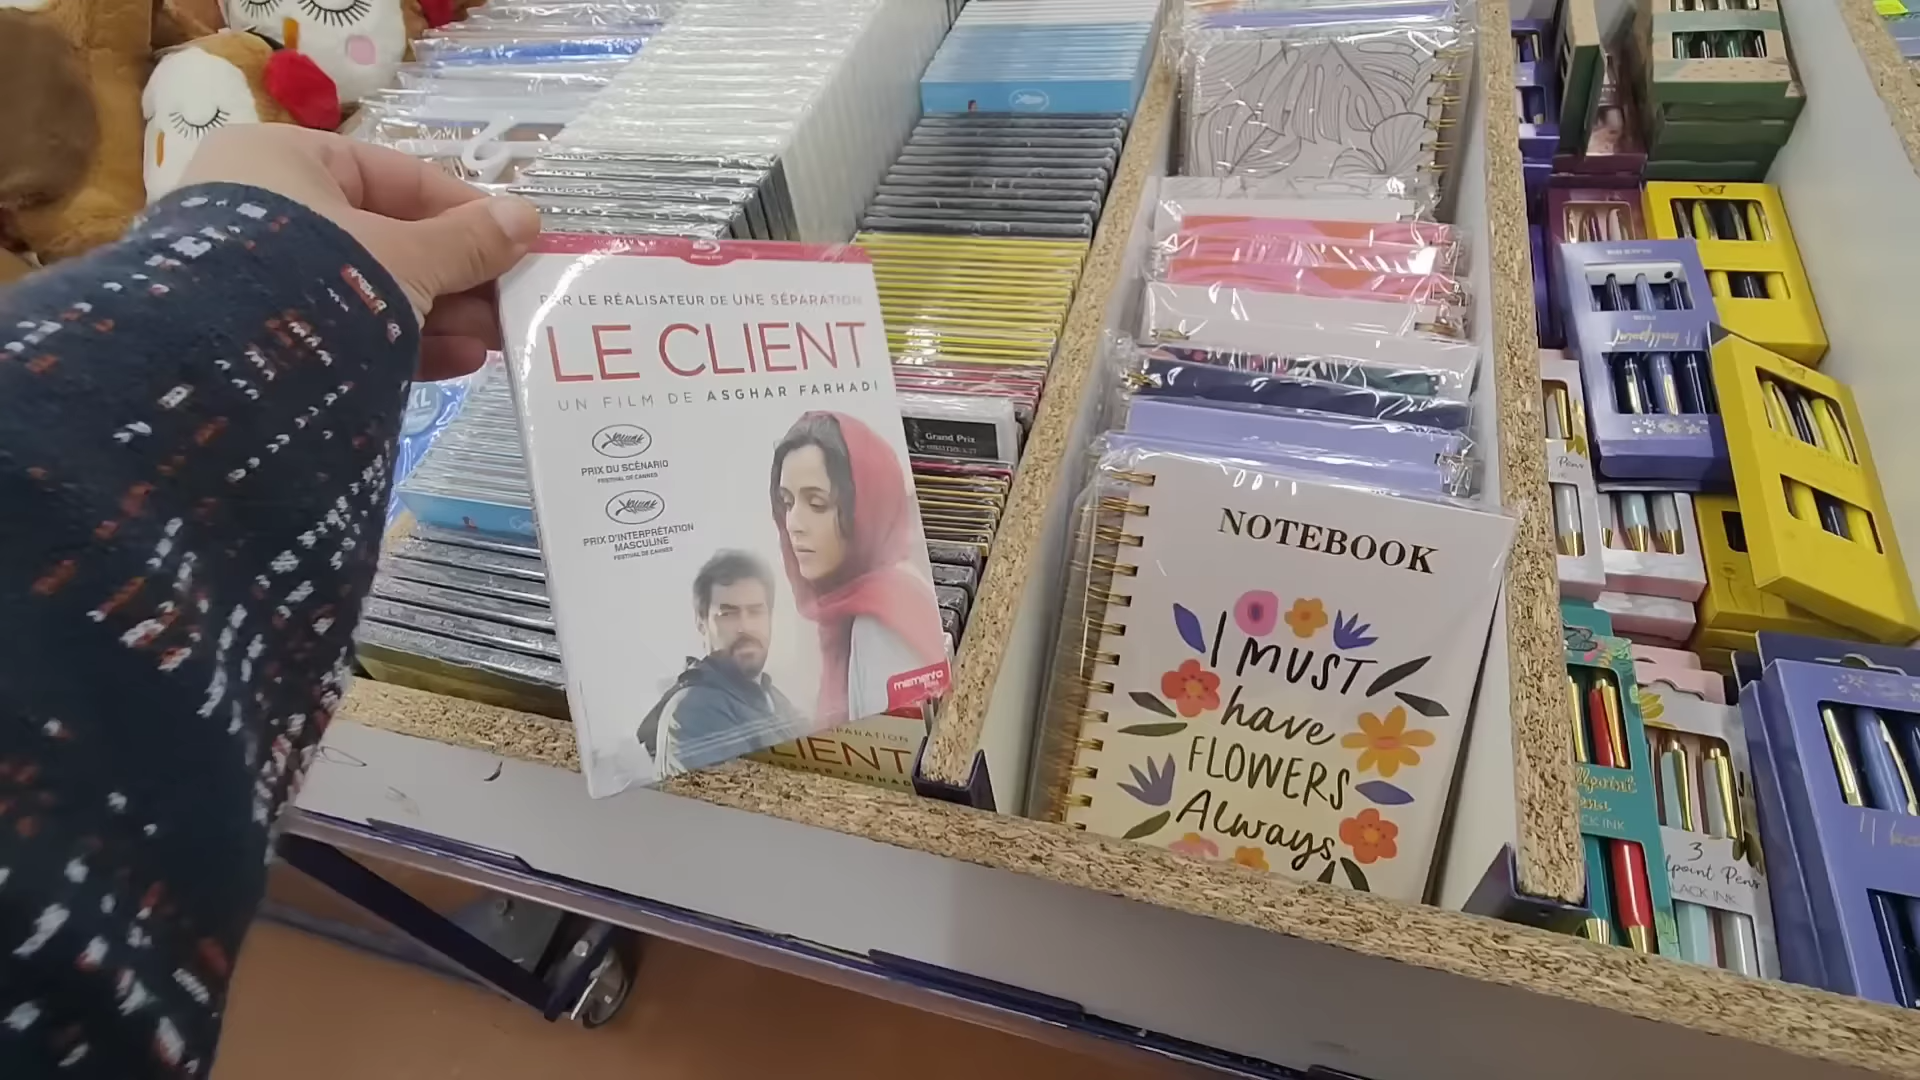 PAR LE RÉALISATEUR DE UNE SÉPARATION
LE CLIENT
UN FILM DE ASGHAR FARHADI
PRIX DU SCÉNARIO
FESTIVAL DE CANNES
PRIX D'INTERPRÉTATION
MASCULINE
FESTIVAL DE CANNES
memento
Grand Prix
XL
NOTEBOOK
I MUST
have
FLOWERS
Always
3
BLACK INK